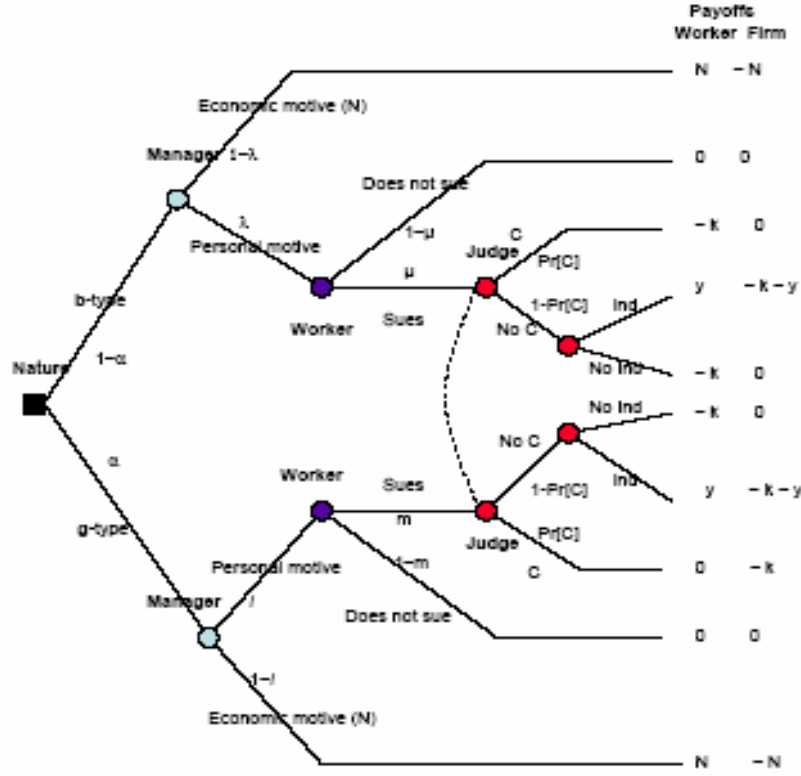 Payoffs
Worker Firm
N – N
Economic motive (N)
Manager 1–λ
0 0
Does not sue
λ
– k 0
C
1–μ
Personal motive
Judge
Pr[C]
μ
y – k – y
b-type
1-Pr[C]
Ind
Sues
No C
Worker
1–α
Nature
No Ind
– k 0
No Ind
– k 0
No C
α
Worker
Sues
Ind
1-Pr[C]
y – k – y
m
g-type
Judge
Pr[C]
1–m
Personal motive
C
0 – k
Manager
l
Does not sue
0 0
1–l
Economic motive (N)
N – N